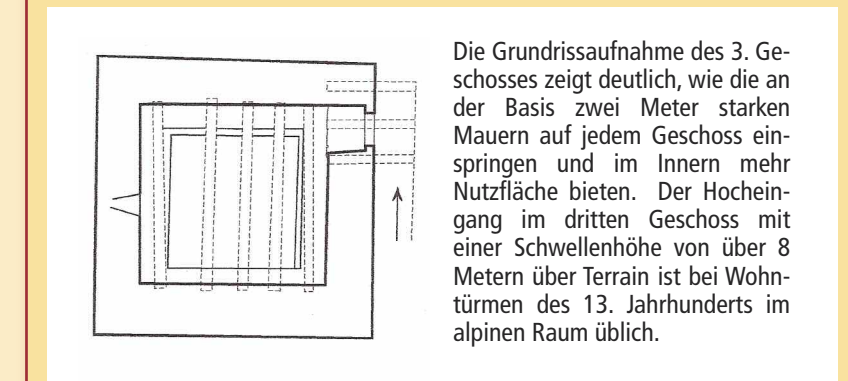 Die Grundrissaufnahme des 3. Ge-
schosses zeigt deutlich, wie die an
der Basis zwei Meter starken
Mauern auf jedem Geschoss ein-
springen und im Innern mehr
Nutzfläche bieten. Der Hochein-
gang im dritten Geschoss mit
einer Schwellenhöhe von über 8
Metern über Terrain ist bei Wohn-
türmen des 13. Jahrhunderts im
alpinen Raum üblich.